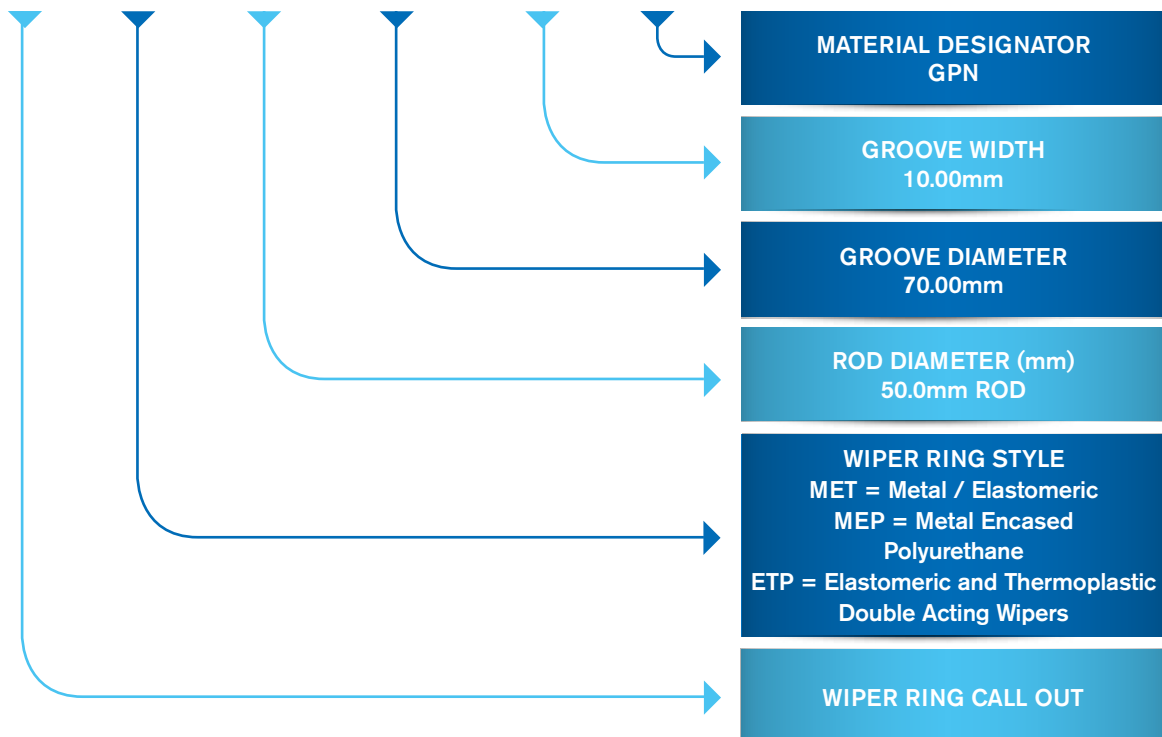 MATERIAL DESIGNATOR
GPN
GROOVE WIDTH
10.00mm
GROOVE DIAMETER
70.00mm
ROD DIAMETER (mm)
50.0mm ROD
WIPER RING STYLE
MET = Metal / Elastomeric
MEP = Metal Encased
Polyurethane
ETP = Elastomeric and Thermoplastic
Double Acting Wipers
WIPER RING CALL OUT